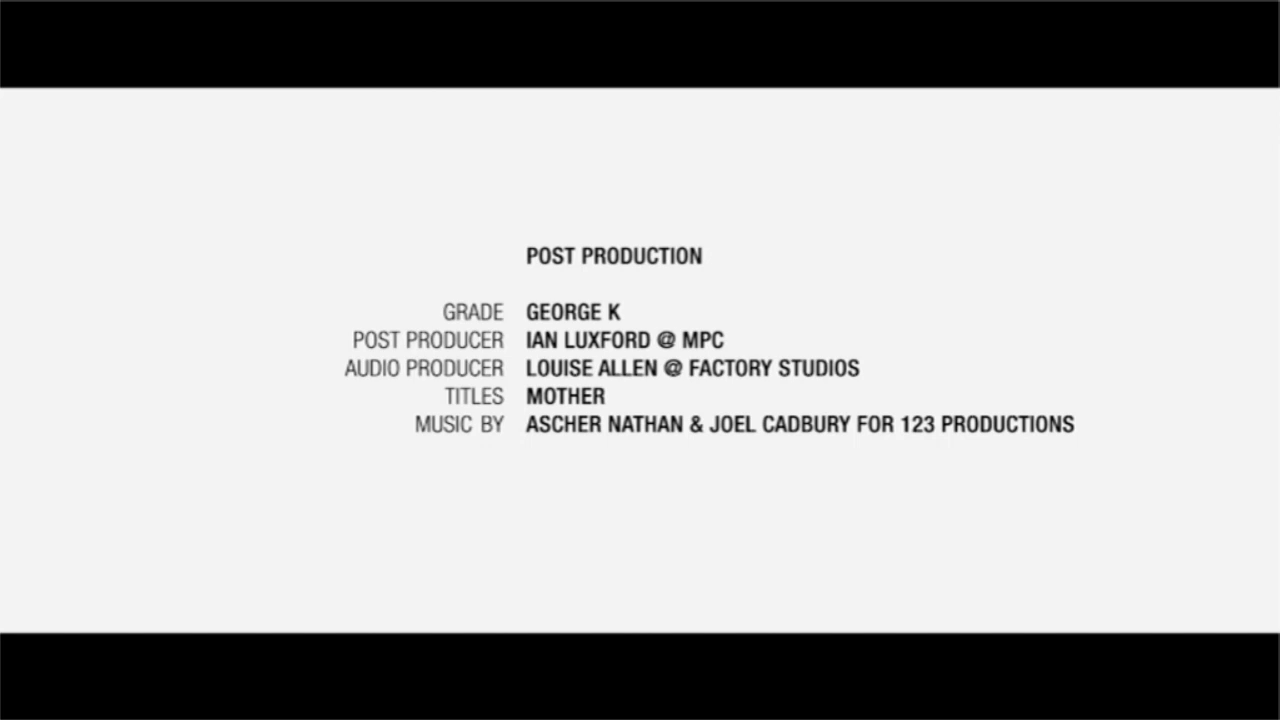 POST PRODUCTION
GRADE GEORGE K
POST PRODUCER IAN LUXFORD @ MPC
AUDIO PRODUCER LOUISE ALLEN @ FACTORY STUDIOS
TITLES MOTHER
MUSIC BY ASCHER NATHAN & JOEL CADBURY FOR 123 PRODUCTIONS